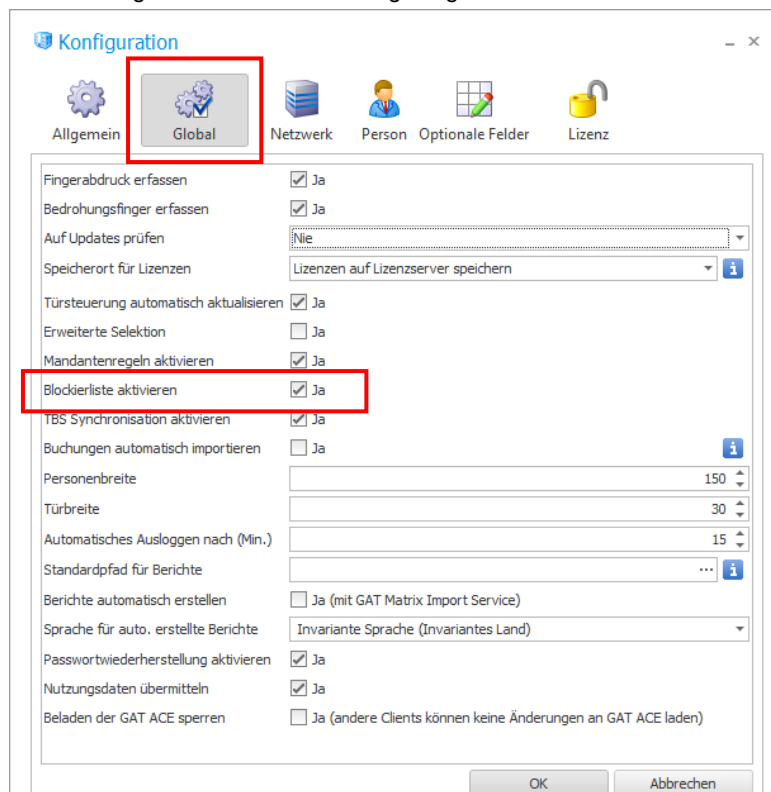 Konfiguration
Allgemein Global Netzwerk Person Optionale Felder Lizenz
Fingerabdruck erfassen Ja
Bedrohungsfinger erfassen Ja
Auf Updates prüfen Nie
Speicherort für Lizenzen Lizenzen auf Lizenzserver speichern
Türsteuerung automatisch aktualisieren Ja
Erweiterte Selektion Ja
Mandantenregeln aktivieren Ja
Blockierliste aktivieren Ja
TBS Synchronisation aktivieren Ja
Buchungen automatisch importieren Ja
Personenbreite 150
Türbreite 30
Automatisches Ausloggen nach (Min.) 15
Standardpfad für Berichte ...
Berichte automatisch erstellen Ja (mit GAT Matrix Import Service)
Sprache für auto. erstellte Berichte Invariante Sprache (Invariantes Land)
Passwortwiederherstellung aktivieren Ja
Nutzungsdaten übermitteln Ja
Beladen der GAT ACE sperren Ja (andere Clients können keine Änderungen an GAT ACE laden)
OK Abbrechen